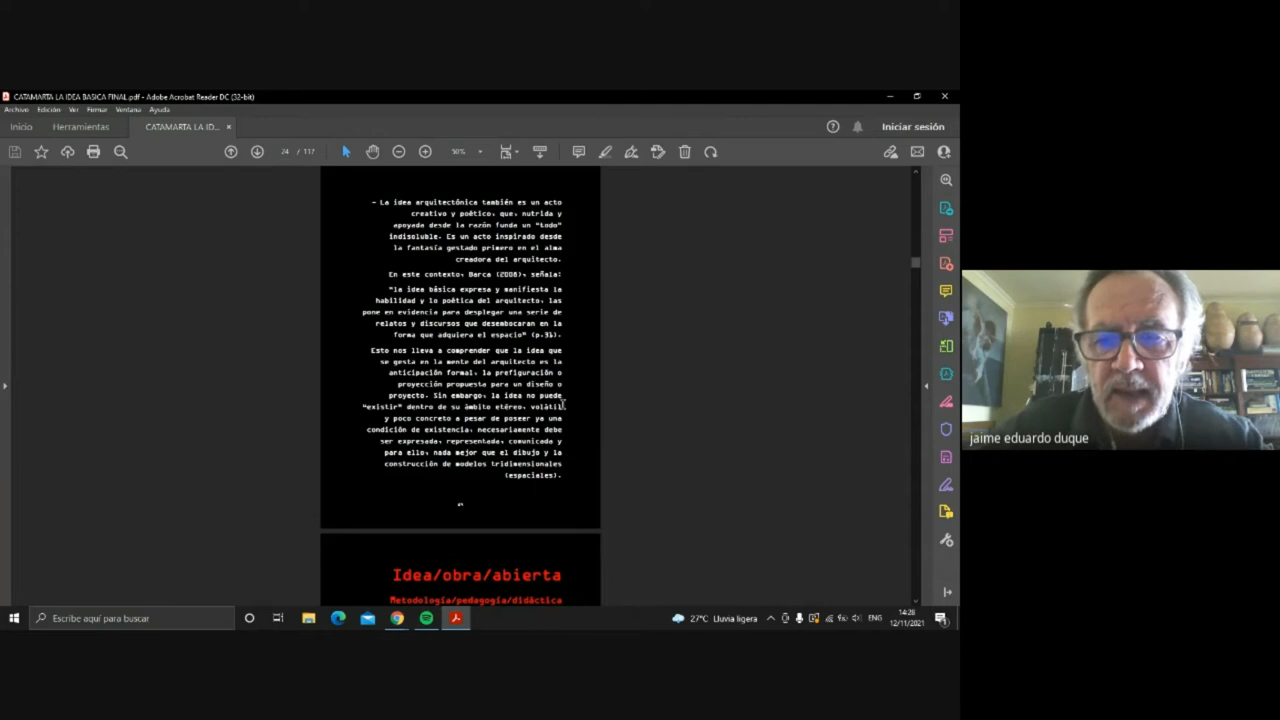 CATAMARTA LA IDEA BASICA FINAL.pdf - Adobe Acrobat Reader DC (32-bit)
Archivo Edición Ver Firmar Ventana Ayuda
Inicio Herramientas CATAMARTA LA ID... × Iniciar sesión
24 / 117 50%
- La idea arquitectónica también es un acto
creativo y poético, que, nutrida y
apoyada desde la razón funda un "todo"
indisoluble. Es un acto inspirado desde
la fantasía gestado primero en el alma
creadora del arquitecto.
En este contexto, Barca (2008), señala:
"la idea básica expresa y manifiesta la
habilidad y lo poética del arquitecto, las
pone en evidencia para desplegar una serie de
relatos y discursos que desembocaran en la
forma que adquiera el espacio" (p.31).
Esto nos lleva a comprender que la idea que
se gesta en la mente del arquitecto es la
anticipación formal, la prefiguración o
proyección propuesta para un diseño o
proyecto. Sin embargo, la idea no puede
"existir" dentro de su ámbito etéreo, volátil
y poco concreto a pesar de poseer ya una
condición de existencia, necesariamente debe
ser expresada, representada, comunicada y
para ello, nada mejor que el dibujo y la
construcción de modelos tridimensionales
(espaciales).
Idea/obra/abierta
Metodología/pedagogía/didáctica
jaime eduardo duque
Escribe aquí para buscar
27°C Lluvia ligera ENG
14:28
12/11/2021